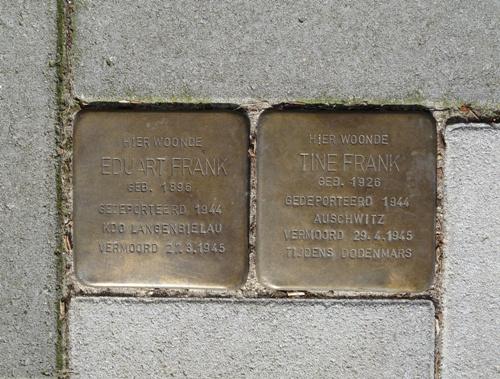 HIER WOONDE
EDUART FRANK
GEB. 1896
GEDEPORTEERD 1944
KDO LANGENBIELAU
VERMOORD 21.3.1945
HIER WOONDE
TINE FRANK
GEB. 1926
GEDEPORTEERD 1944
AUSCHWITZ
VERMOORD 29.4.1945
TIJDENS DODENMARS